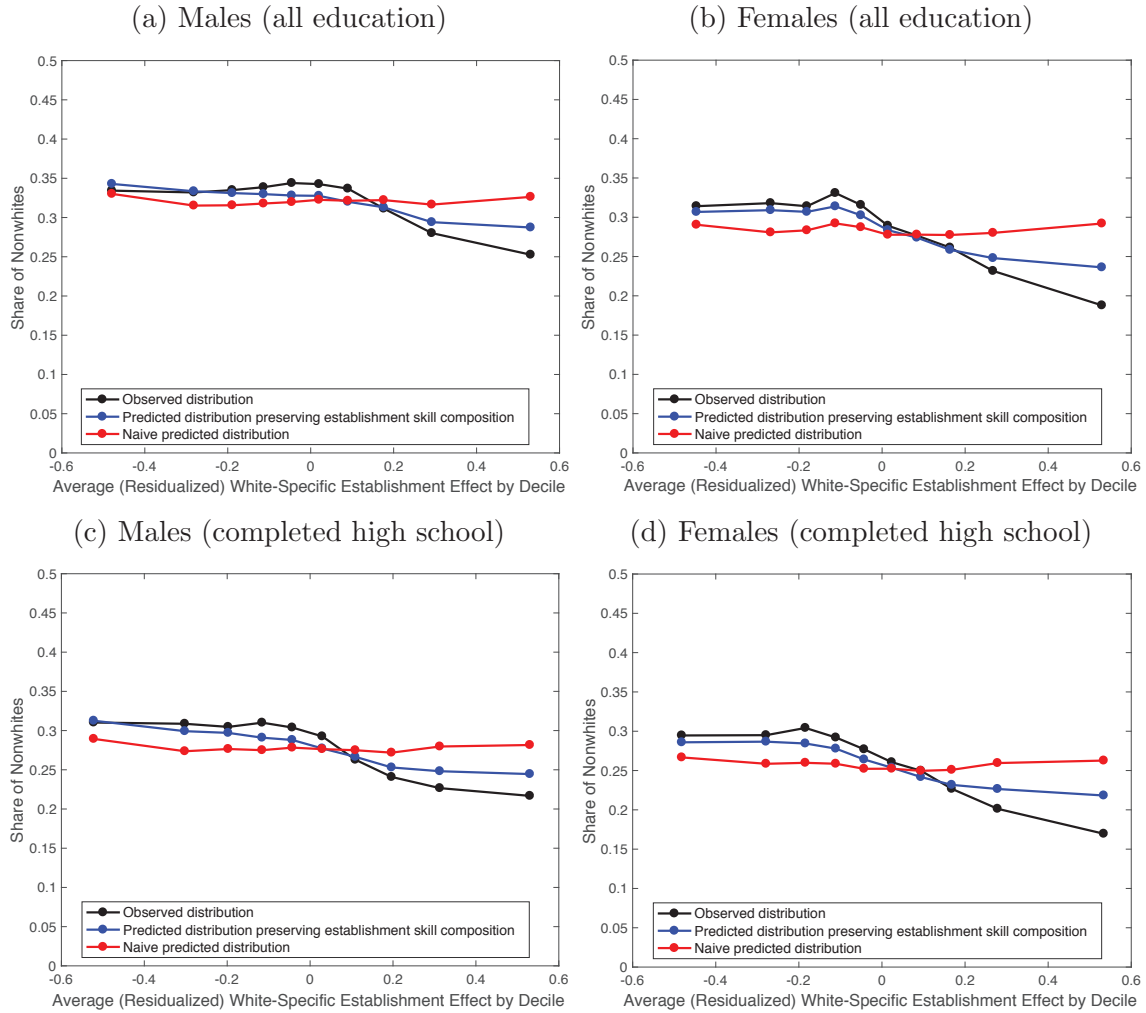 (a) Males (all education)
0.5
0.45
0.4
0.35
0.3
0.25
0.2
0.15
0.1
0.05
0
Share of Nonwhites
Observed distribution
Predicted distribution preserving establishment skill composition
Naive predicted distribution
-0.6 -0.4 -0.2 0 0.2 0.4 0.6
Average (Residualized) White-Specific Establishment Effect by Decile
(b) Females (all education)
0.5
0.45
0.4
0.35
0.3
0.25
0.2
0.15
0.1
0.05
0
Share of Nonwhites
Observed distribution
Predicted distribution preserving establishment skill composition
Naive predicted distribution
-0.6 -0.4 -0.2 0 0.2 0.4 0.6
Average (Residualized) White-Specific Establishment Effect by Decile
(c) Males (completed high school)
0.5
0.45
0.4
0.35
0.3
0.25
0.2
0.15
0.1
0.05
0
Share of Nonwhites
Observed distribution
Predicted distribution preserving establishment skill composition
Naive predicted distribution
-0.6 -0.4 -0.2 0 0.2 0.4 0.6
Average (Residualized) White-Specific Establishment Effect by Decile
(d) Females (completed high school)
0.5
0.45
0.4
0.35
0.3
0.25
0.2
0.15
0.1
0.05
0
Share of Nonwhites
Observed distribution
Predicted distribution preserving establishment skill composition
Naive predicted distribution
-0.6 -0.4 -0.2 0 0.2 0.4 0.6
Average (Residualized) White-Specific Establishment Effect by Decile